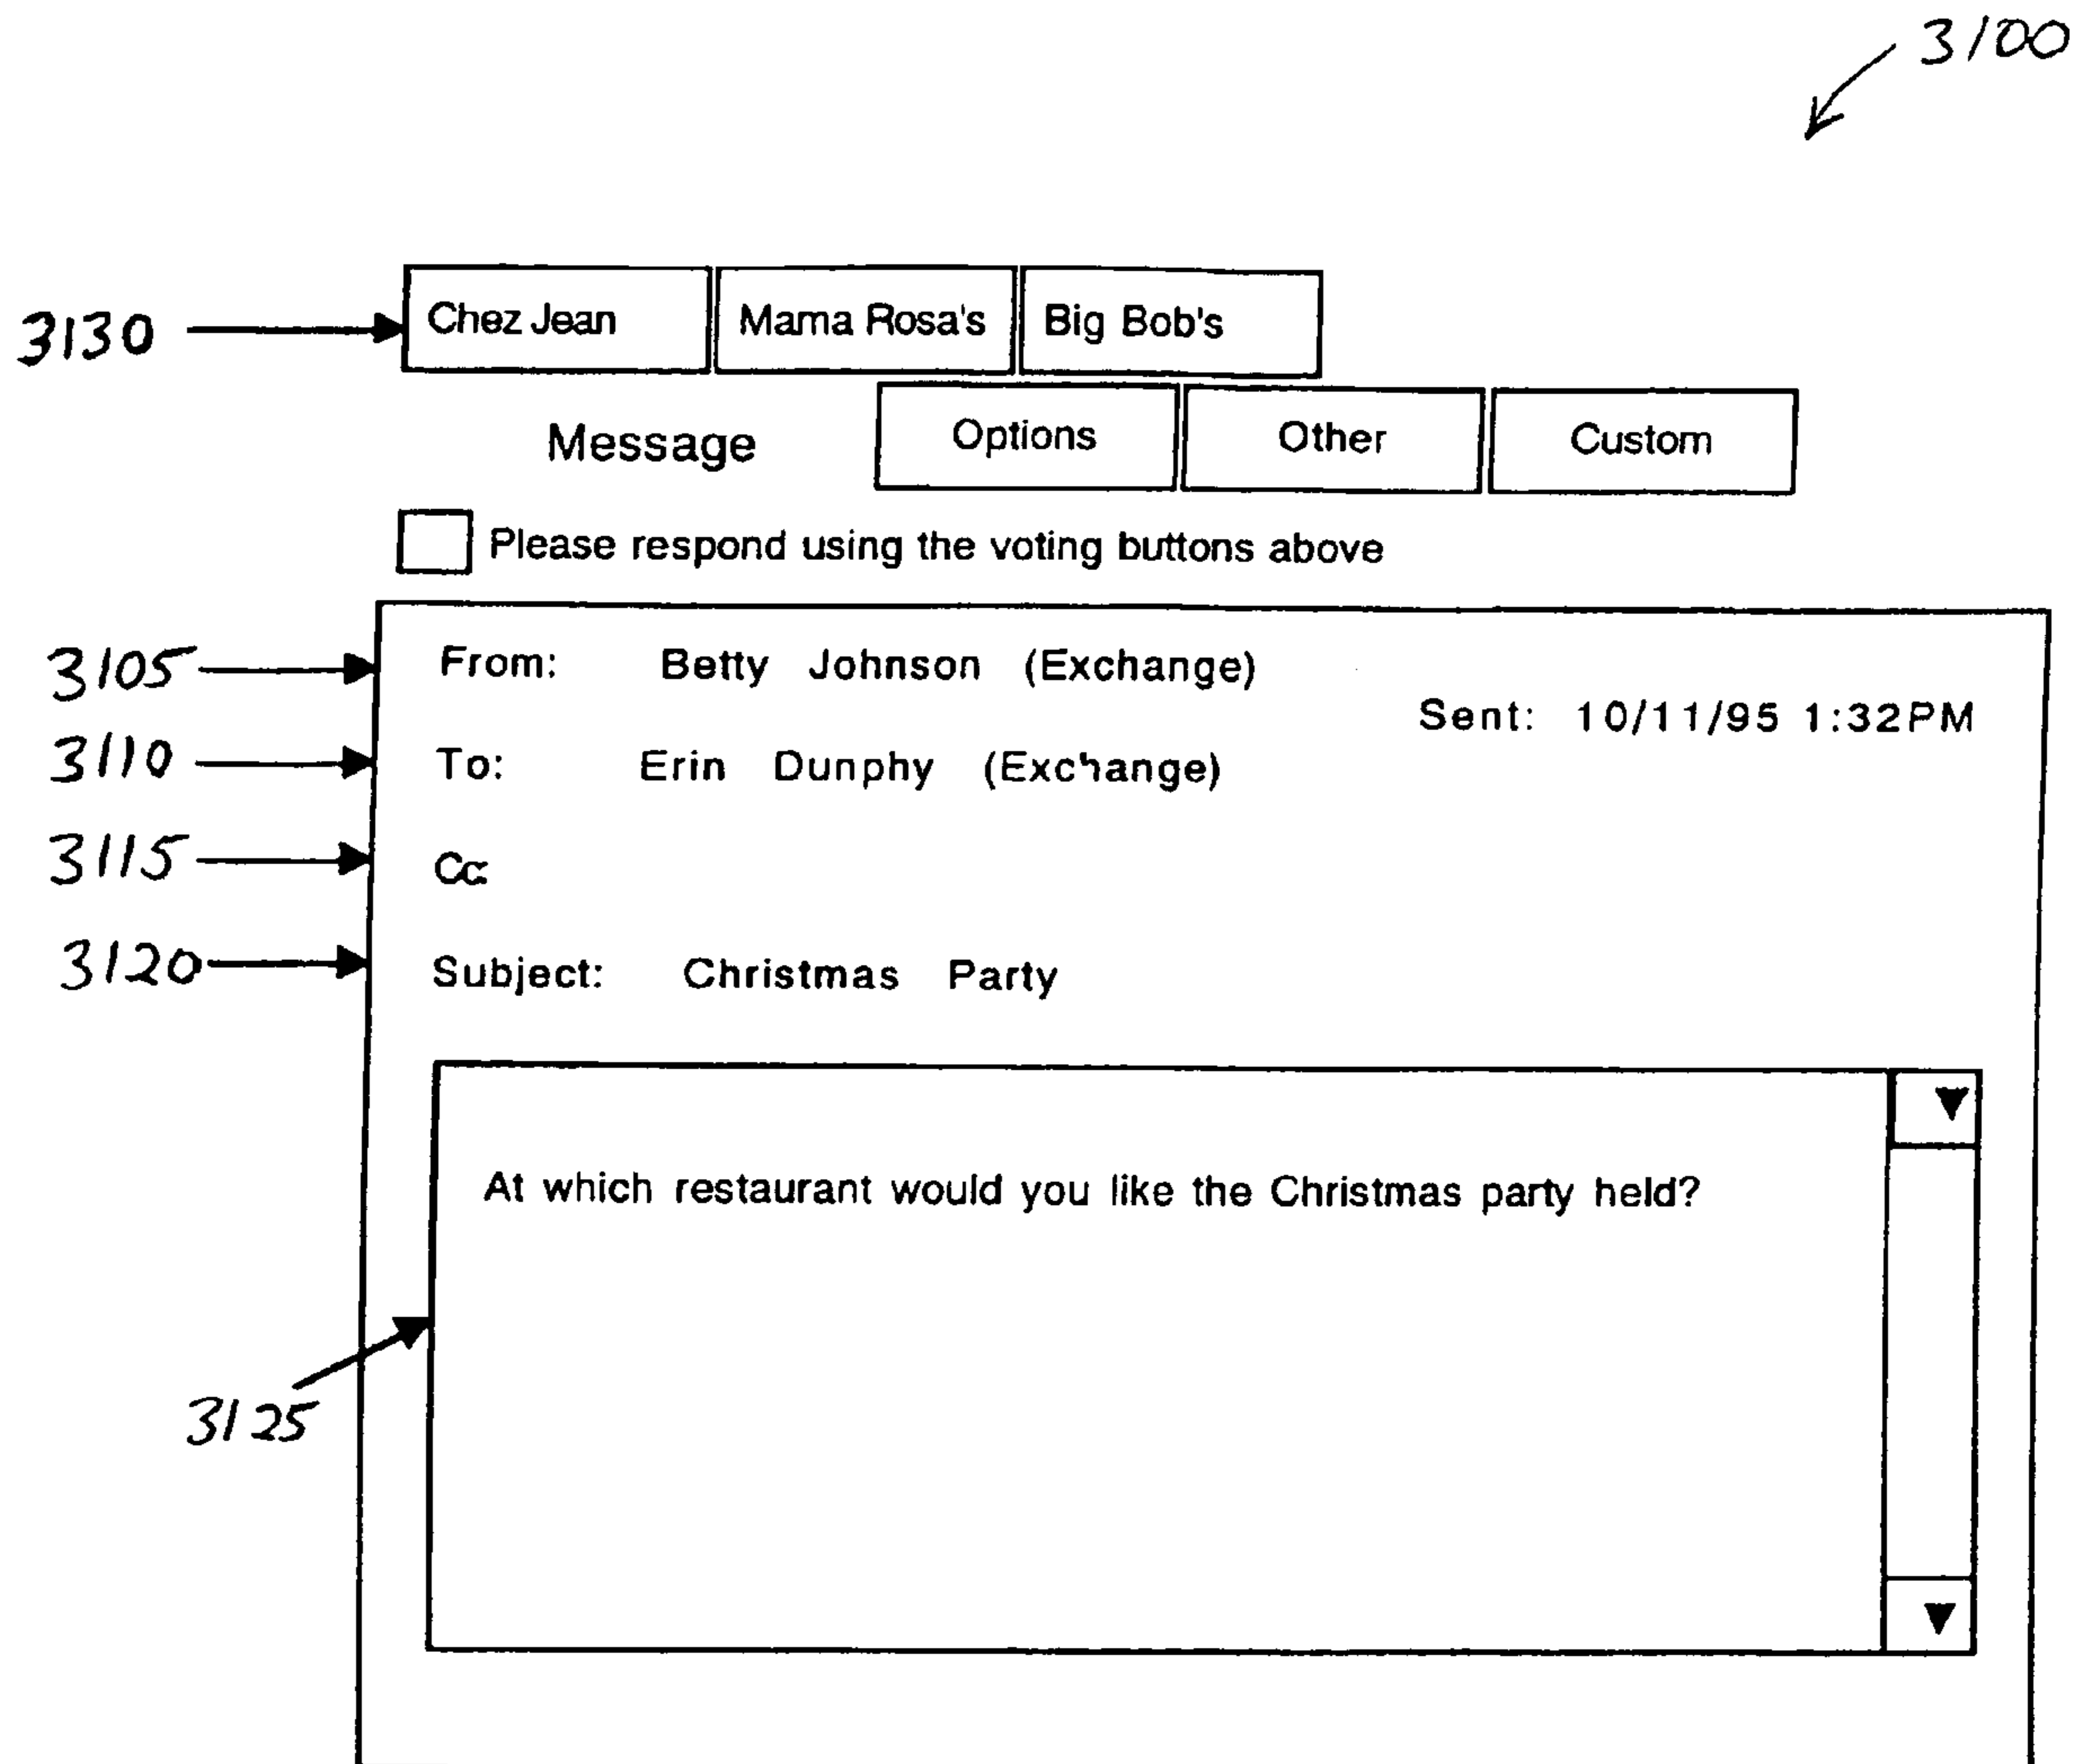 3100
3130 Chez Jean Mama Rosa's Big Bob's
Message Options Other Custom
Please respond using the voting buttons above
3105 From: Betty Johnson (Exchange)
Sent: 10/11/95 1:32PM
3110 To: Erin Dunphy (Exchange)
3115 Cc:
3120 Subject: Christmas Party
At which restaurant would you like the Christmas party held?
3125